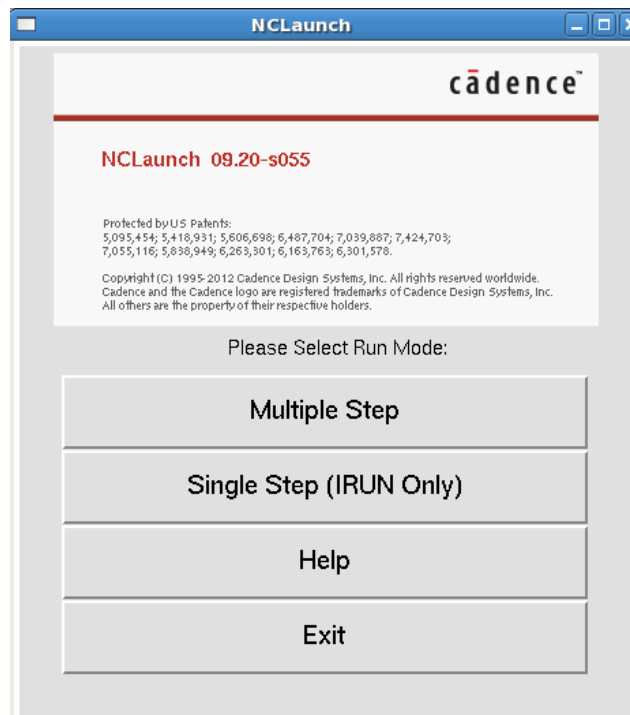 NCLaunch
cādence™
NCLaunch 09.20-s055
Protected by US Patents:
5,095,454; 5,418,931; 5,606,698; 6,487,704; 7,039,887; 7,424,703;
7,055,116; 5,838,949; 6,263,301; 6,163,763; 6,301,578.
Copyright (C) 1995-2012 Cadence Design Systems, Inc. All rights reserved worldwide.
Cadence and the Cadence logo are registered trademarks of Cadence Design Systems, Inc.
All others are the property of their respective holders.
Please Select Run Mode:
Multiple Step
Single Step (IRUN Only)
Help
Exit